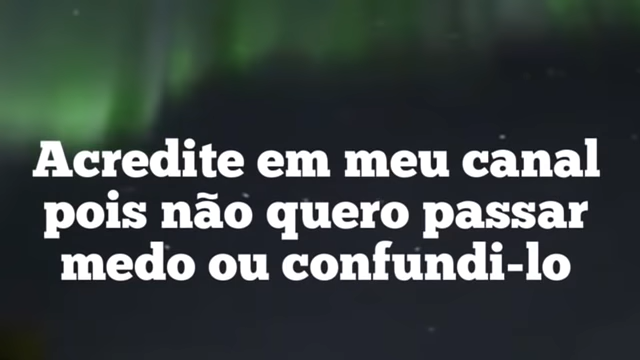 Acredite em meu canal
pois não quero passar
medo ou confundi-lo